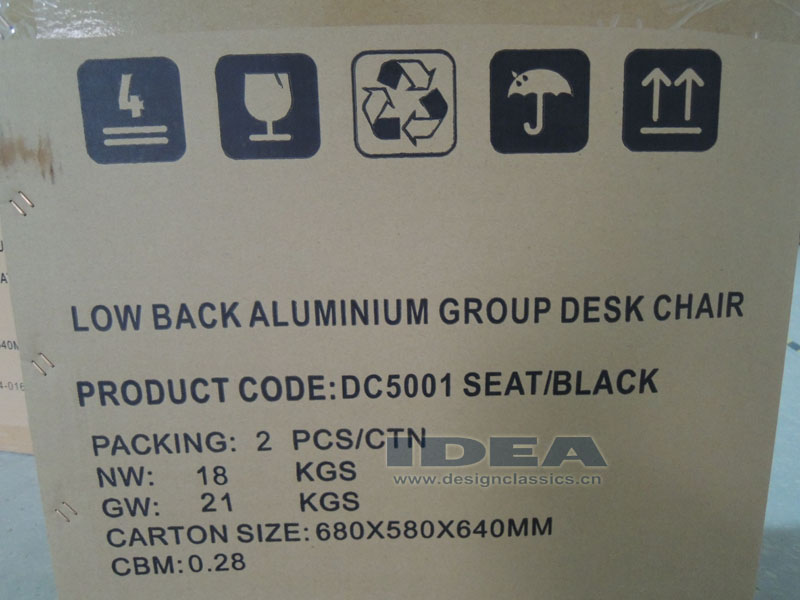 4
LOW BACK ALUMINIUM GROUP DESK CHAIR
PRODUCT CODE:DC5001 SEAT/BLACK
PACKING: 2 PCS/CTN
NW: 18 KGS
GW: 21 KGS
CARTON SIZE:680X580X640MM
CBM:0.28
IDEA
www.designclassics.cn